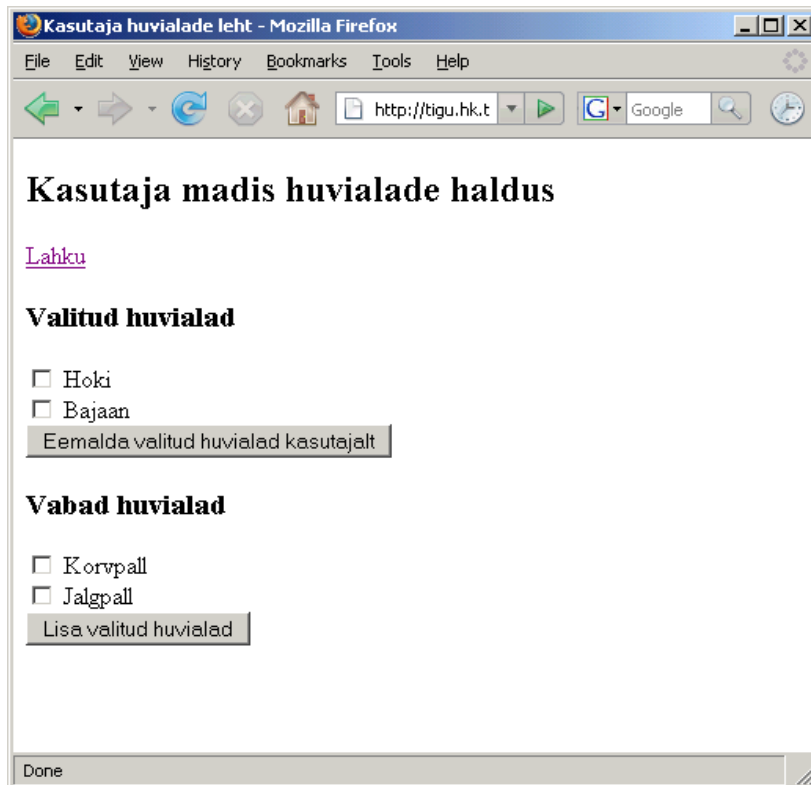 Kasutaja huvialade leht - Mozilla Firefox
File Edit View History Bookmarks Tools Help
http://tigu.hk.t G Google
Kasutaja madis huvialade haldus
Lahku
Valitud huvialad
Hoki
Bajaan
Eemalda valitud huvialad kasutajalt
Vabad huvialad
Korvpall
Jalgpall
Lisa valitud huvialad
Done